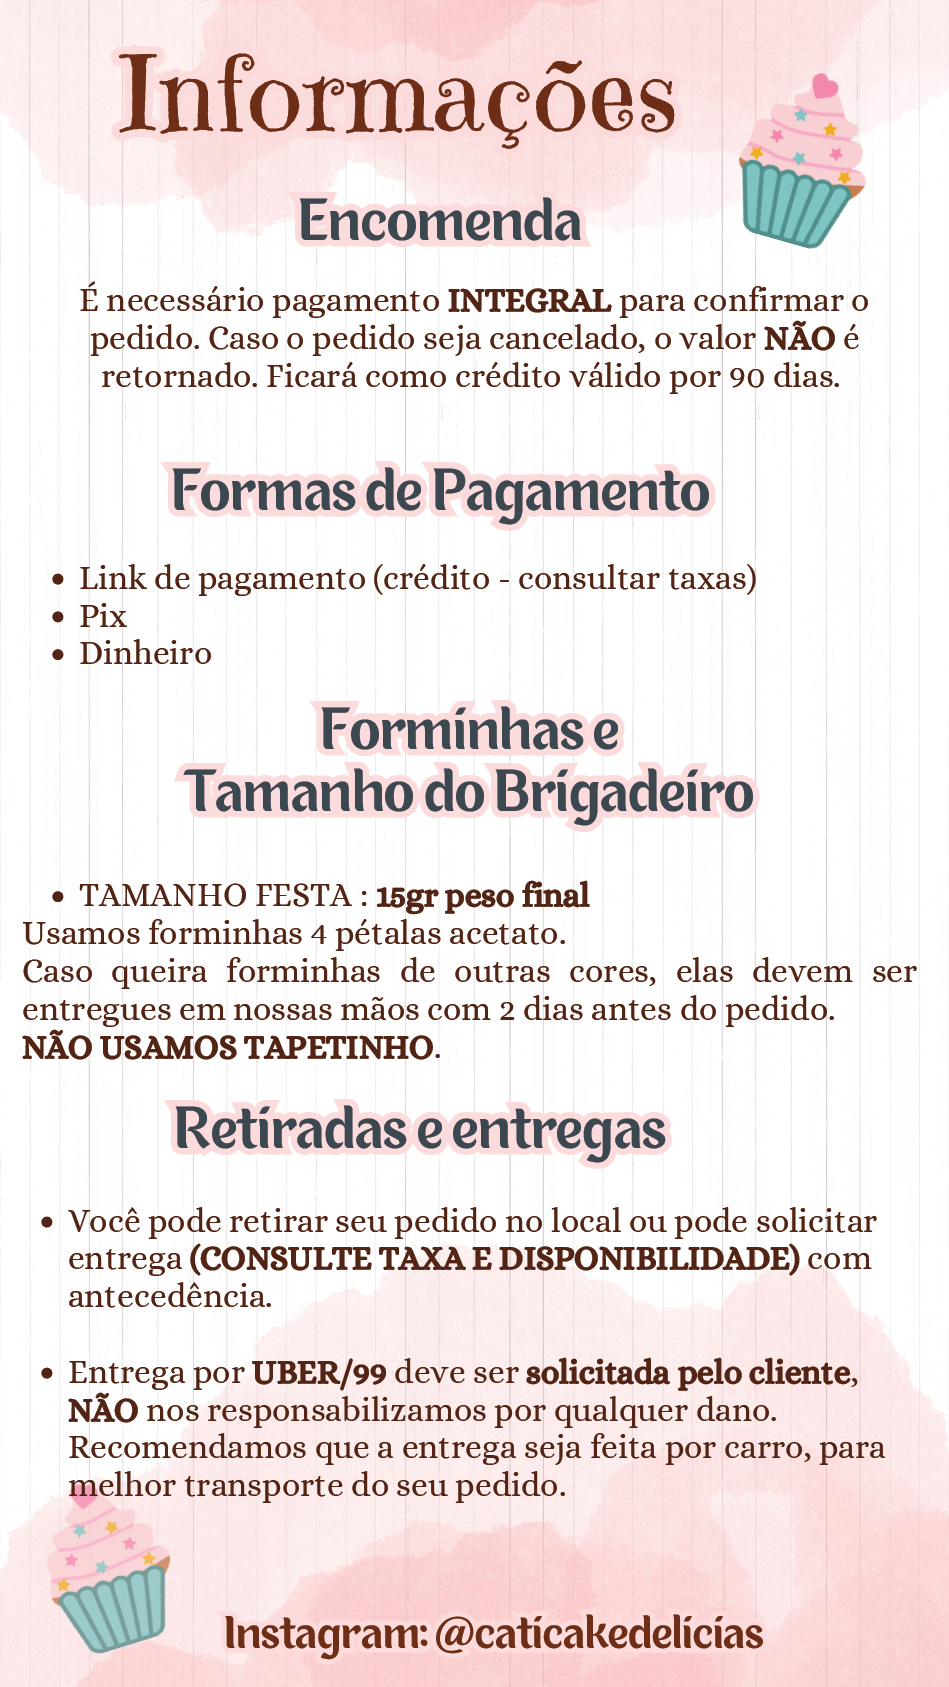 Informações
Encomenda
É necessário pagamento INTEGRAL para confirmar o
pedido. Caso o pedido seja cancelado, o valor NÃO é
retornado. Ficará como crédito válido por 90 dias.
Formas de Pagamento
• Link de pagamento (crédito - consultar taxas)
• Pix
• Dinheiro
Forminhas e
Tamanho do Brigadeiro
• TAMANHO FESTA : 15gr peso final
Usamos forminhas 4 pétalas acetato.
Caso queira forminhas de outras cores, elas devem ser
entregues em nossas mãos com 2 dias antes do pedido.
NÃO USAMOS TAPETINHO.
Retiradas e entregas
• Você pode retirar seu pedido no local ou pode solicitar
entrega (CONSULTE TAXA E DISPONIBILIDADE) com
antecedência.
• Entrega por UBER/99 deve ser solicitada pelo cliente,
NÃO nos responsabilizamos por qualquer dano.
Recomendamos que a entrega seja feita por carro, para
melhor transporte do seu pedido.
Instagram: @caticakedelicias